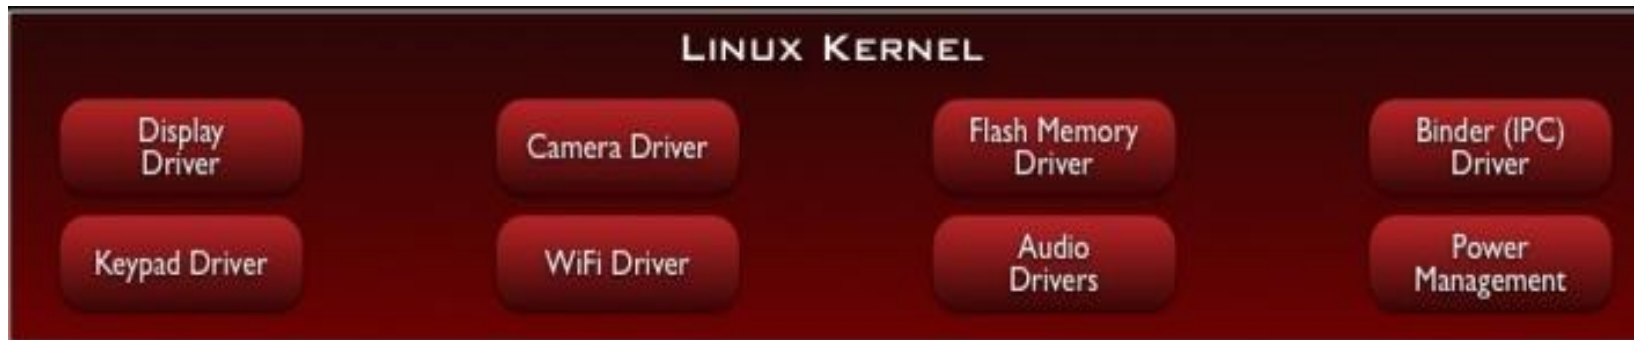 LINUX KERNEL
Display
Driver
Camera Driver
Flash Memory
Driver
Binder (IPC)
Driver
Keypad Driver
WiFi Driver
Audio
Drivers
Power
Management